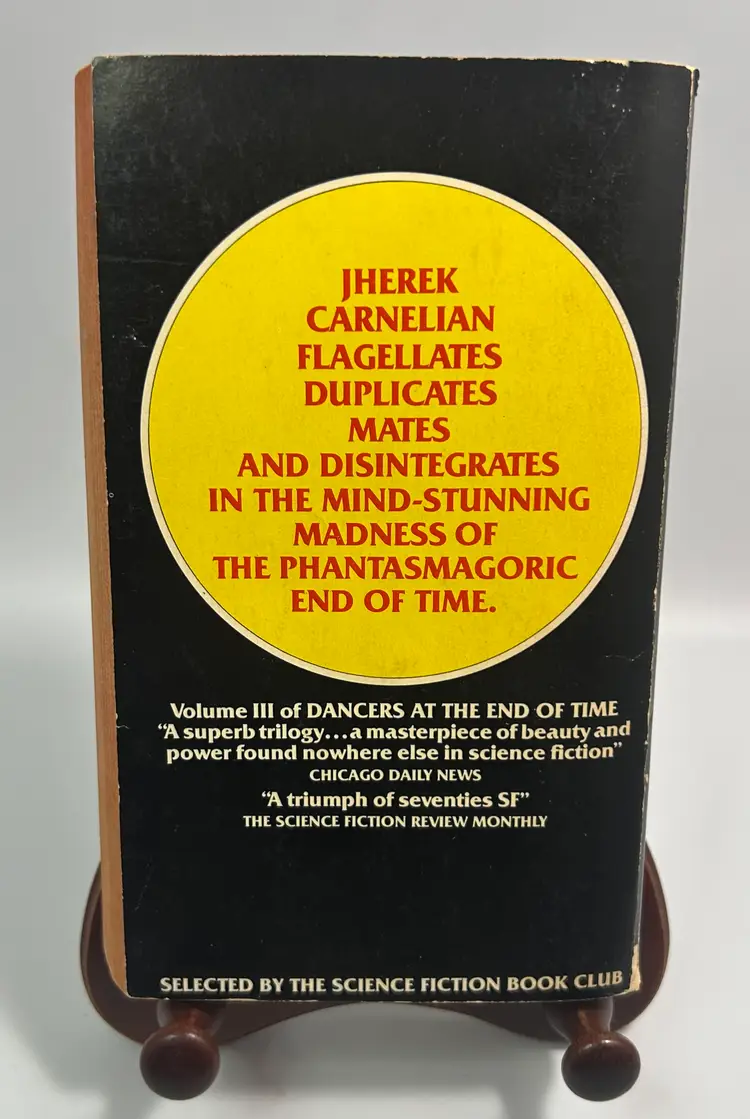 JHEREK
CARNELIAN
FLAGELLATES
DUPLICATES
MATES
AND DISINTEGRATES
IN THE MIND-STUNNING
MADNESS OF
THE PHANTASMAGORIC
END OF TIME.
Volume III of DANCERS AT THE END OF TIME
“A superb trilogy...a masterpiece of beauty and
power found nowhere else in science fiction”
CHICAGO DAILY NEWS
“A triumph of seventies SF”
THE SCIENCE FICTION REVIEW MONTHLY
SELECTED BY THE SCIENCE FICTION BOOK CLUB